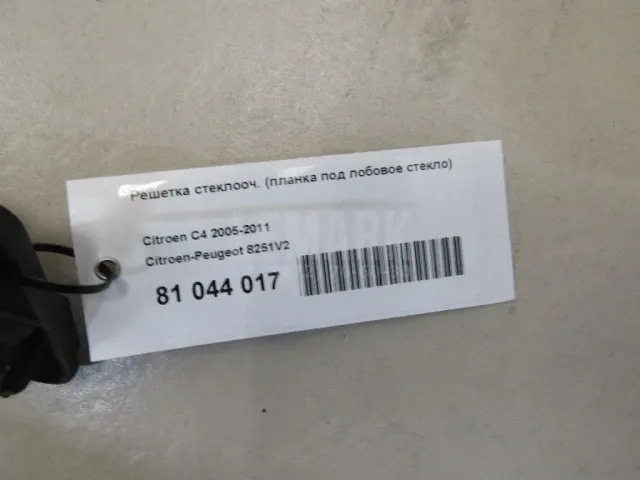 Решетка стеклооч. (планка под лобовое стекло)
Citroen C4 2005-2011
Citroen-Peugeot 8251V2
81 044 017